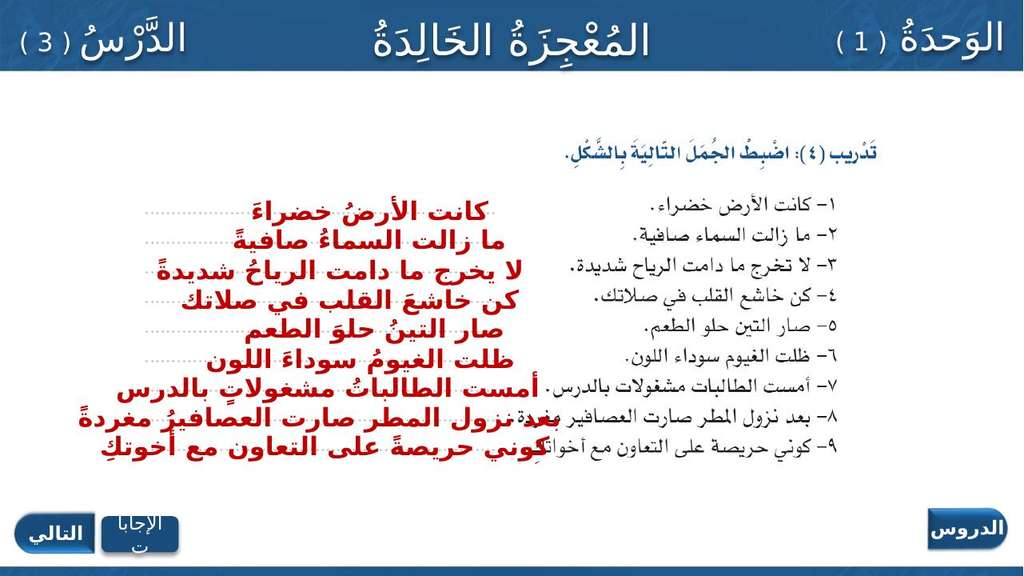 الوَحدَةُ ( 1 )
المُعْجِزَةُ الخَالِدَةُ
الدَّرْسُ ( 3 )
تَدْريب (٤): اضْبِطُ الجُمَلَ التّالِيَةَ بِالشَّكْلِ.
١- كانت الأرض خضراء.
كانت الأرضُ خضراءَ
٢- ما زالت السماء صافية.
ما زالت السماءُ صافيةً
٣- لا تخرج ما دامت الرياح شديدة.
لا يخرج ما دامت الرياحُ شديدةً
٤- كن خاشع القلب في صلاتك.
كن خاشعَ القلب في صلاتك
٥- صار التين حلو الطعم.
صار التينُ حلوَ الطعم
٦- ظلت الغيوم سوداء اللون.
ظلت الغيومُ سوداءَ اللون
٧- أمست الطالبات مشغولات بالدرس.
أمست الطالباتُ مشغولاتٍ بالدرس
٨- بعد نزول المطر صارت العصافير
بعد نزول المطر صارت العصافيرُ مغردةً
٩- كوني حريصة على التعاون مع أخواتكِ
كوني حريصةً على التعاون مع أخوتكِ
الدروس
الإجابات
التالي